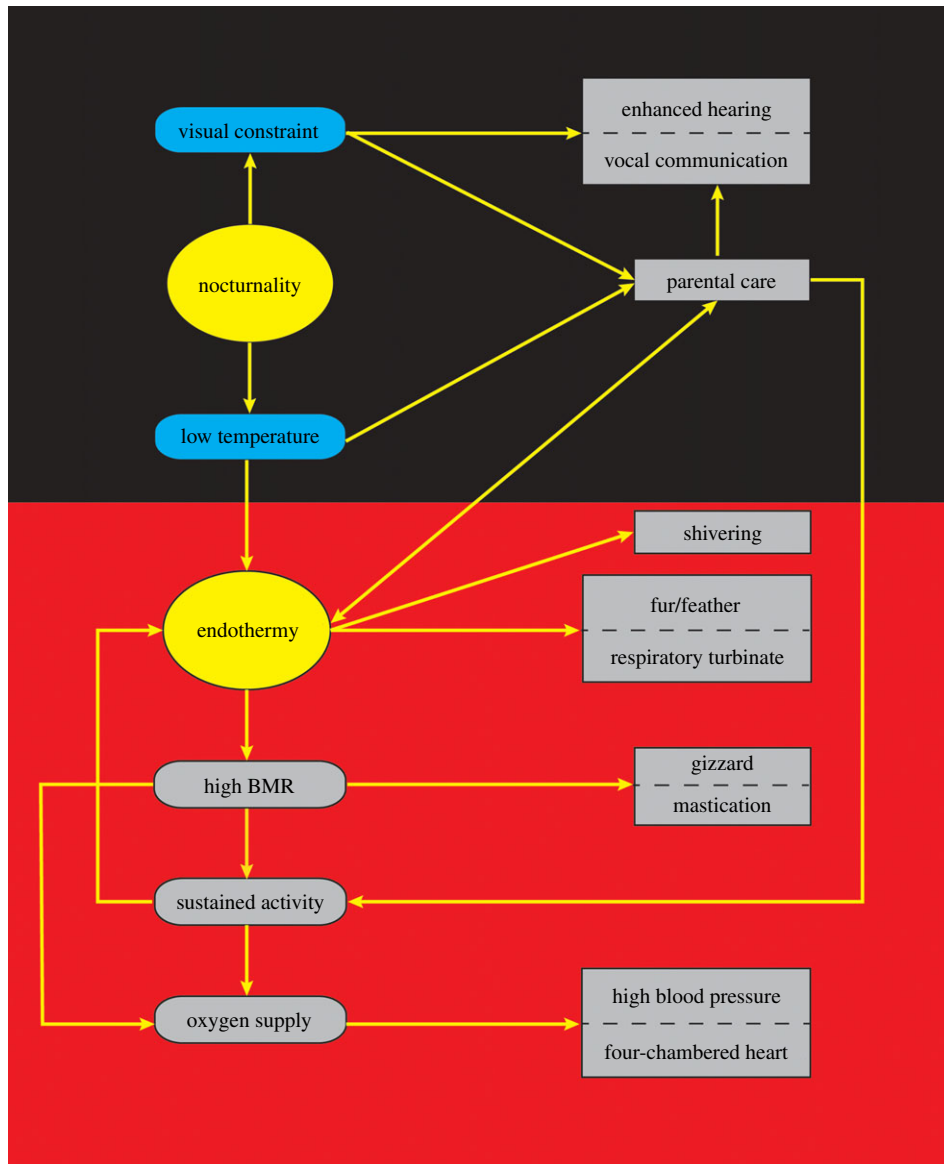 visual constraint
enhanced hearing
vocal communication
nocturnality
parental care
low temperature
shivering
endothermy
fur/feather
respiratory turbinate
high BMR
gizzard
mastication
sustained activity
oxygen supply
high blood pressure
four-chambered heart